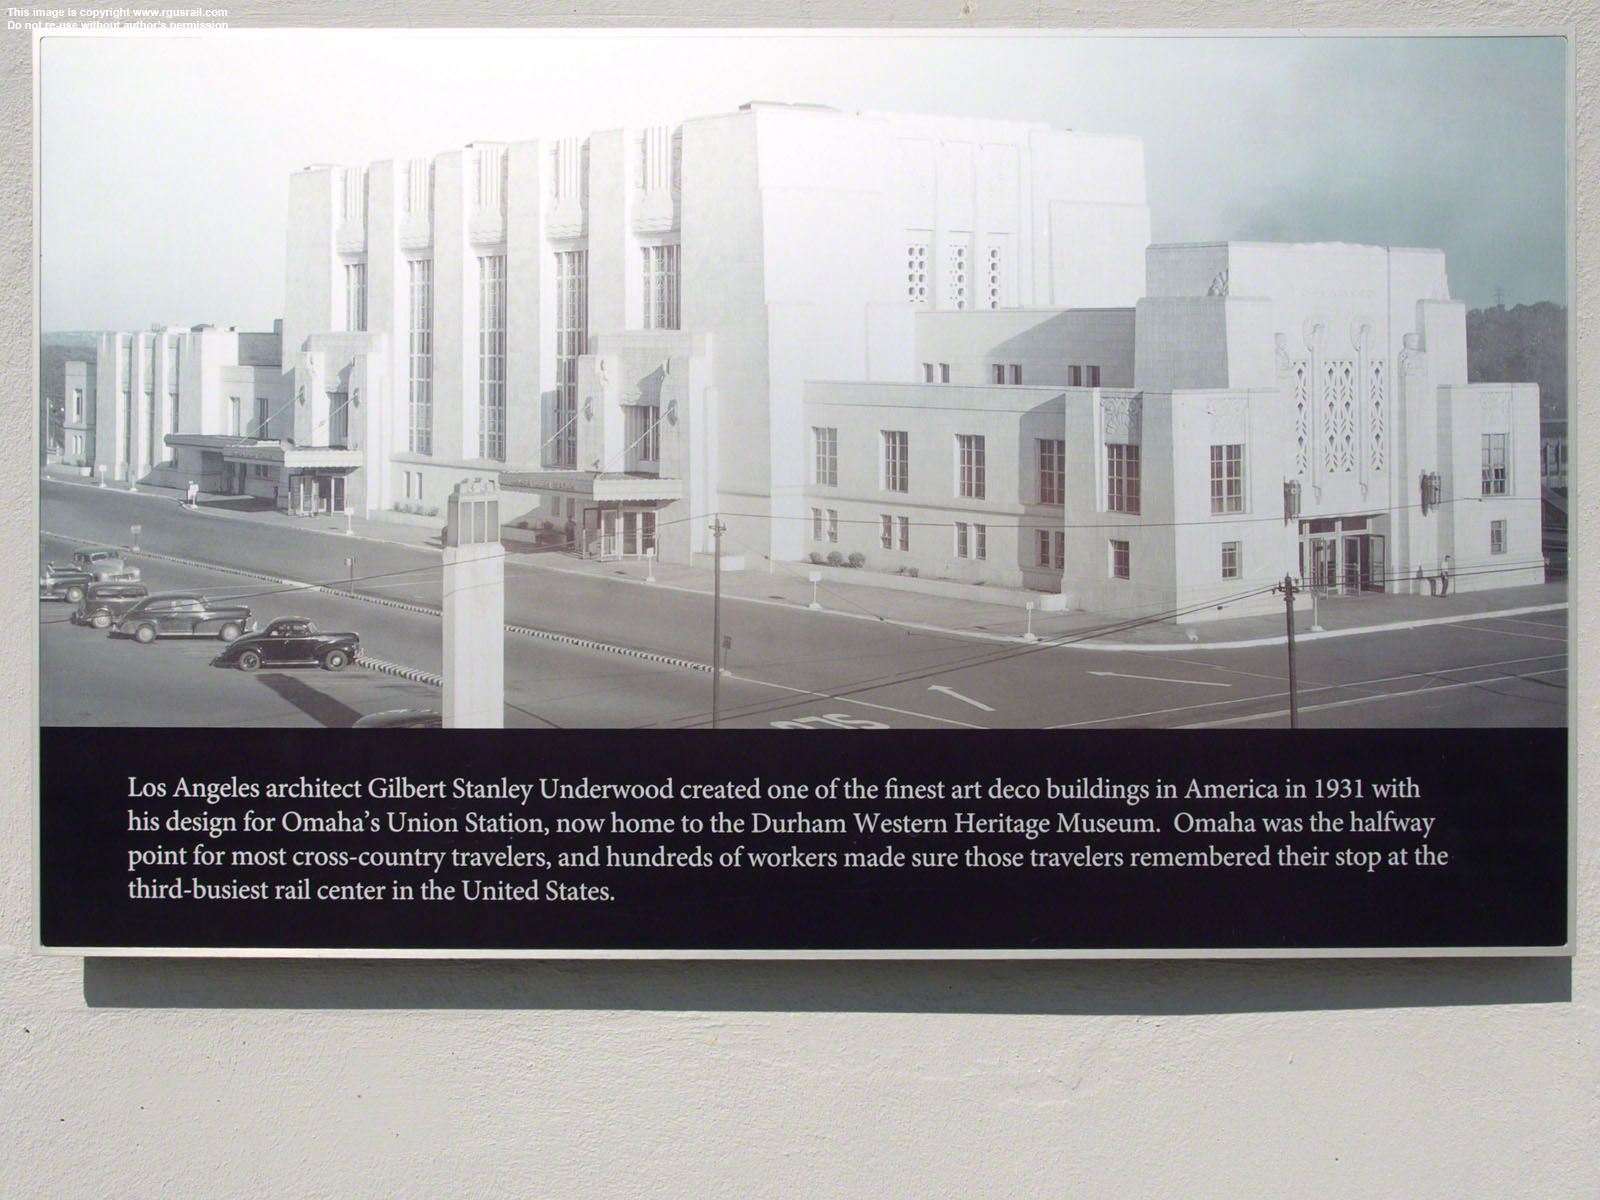 This image is copyright www.rgusrail.com
Do not re-use without author's permission
Los Angeles architect Gilbert Stanley Underwood created one of the finest art deco buildings in America in 1931 with
his design for Omaha’s Union Station, now home to the Durham Western Heritage Museum. Omaha was the halfway
point for most cross-country travelers, and hundreds of workers made sure those travelers remembered their stop at the
third-busiest rail center in the United States.